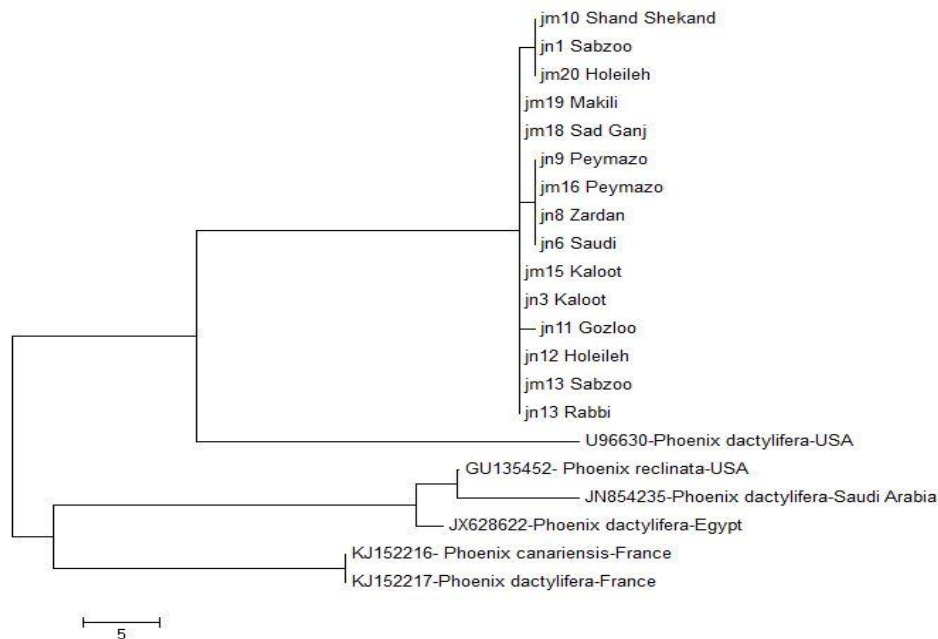 jm10 Shand Shekand
jn1 Sabzoo
jm20 Holeileh
jm19 Makili
jm18 Sad Ganj
jn9 Peymazo
jm16 Peymazo
jn8 Zardan
jn6 Saudi
jm15 Kaloot
jn3 Kaloot
jn11 Gozloo
jn12 Holeileh
jm13 Sabzoo
jn13 Rabbi
U96630-Phoenix dactylifera-USA
GU135452- Phoenix reclinata-USA
JN854235-Phoenix dactylifera-Saudi Arabia
JX628622-Phoenix dactylifera-Egypt
KJ152216- Phoenix canariensis-France
KJ152217-Phoenix dactylifera-France
5